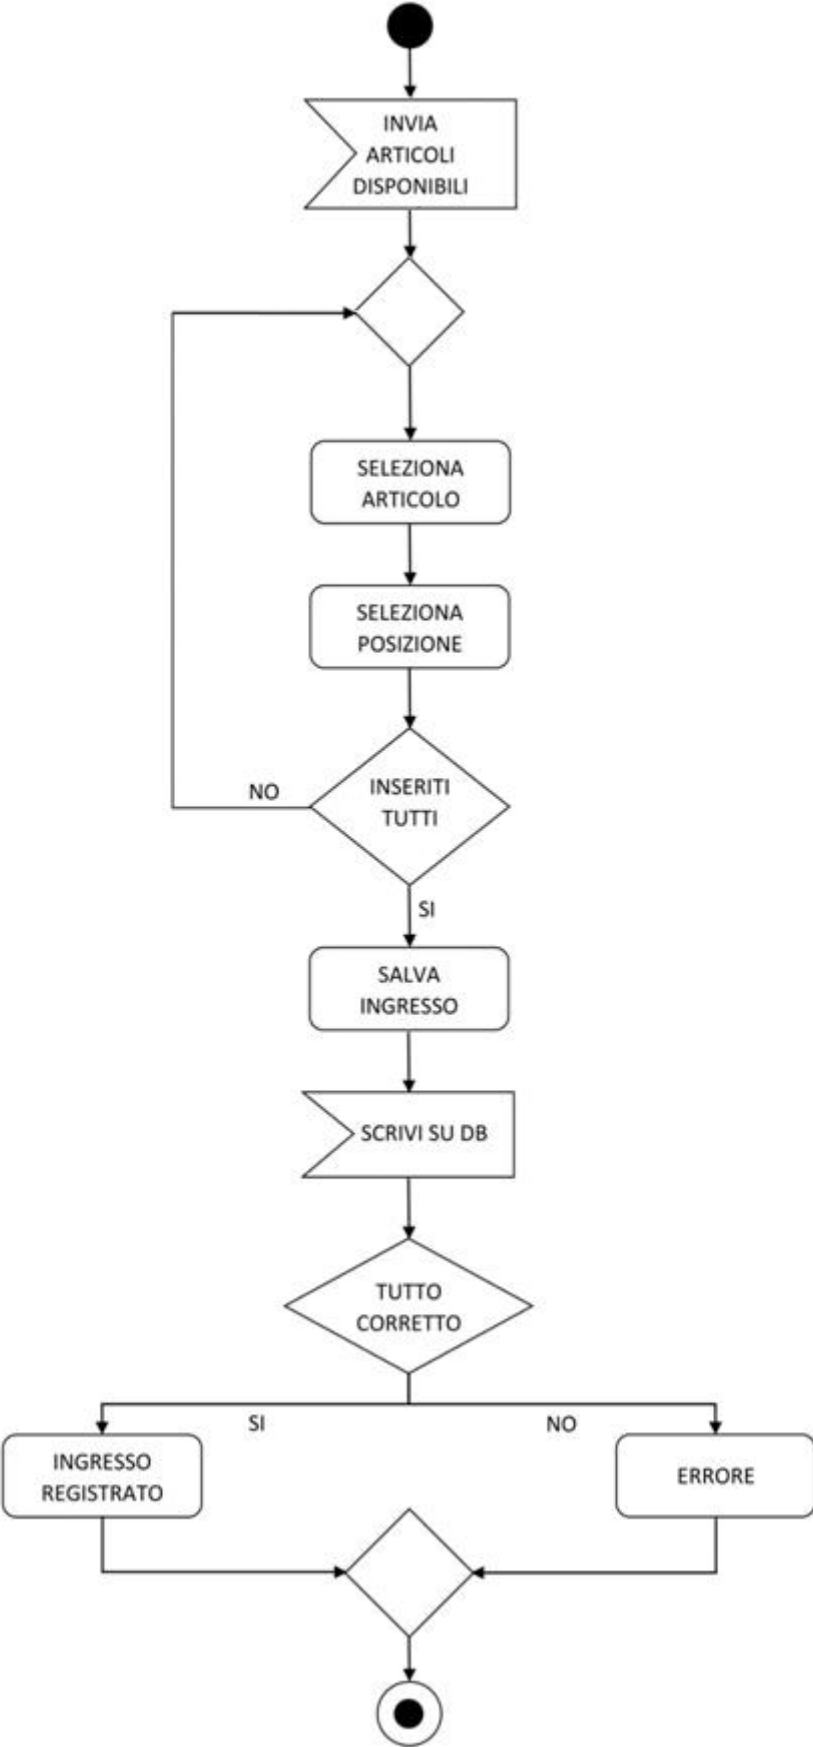 INVIA
ARTICOLI
DISPONIBILI
SELEZIONA
ARTICOLO
SELEZIONA
POSIZIONE
INSERITI
TUTTI
NO
SI
SALVA
INGRESSO
SCRIVI SU DB
TUTTO
CORRETTO
SI
NO
INGRESSO
REGISTRATO
ERRORE